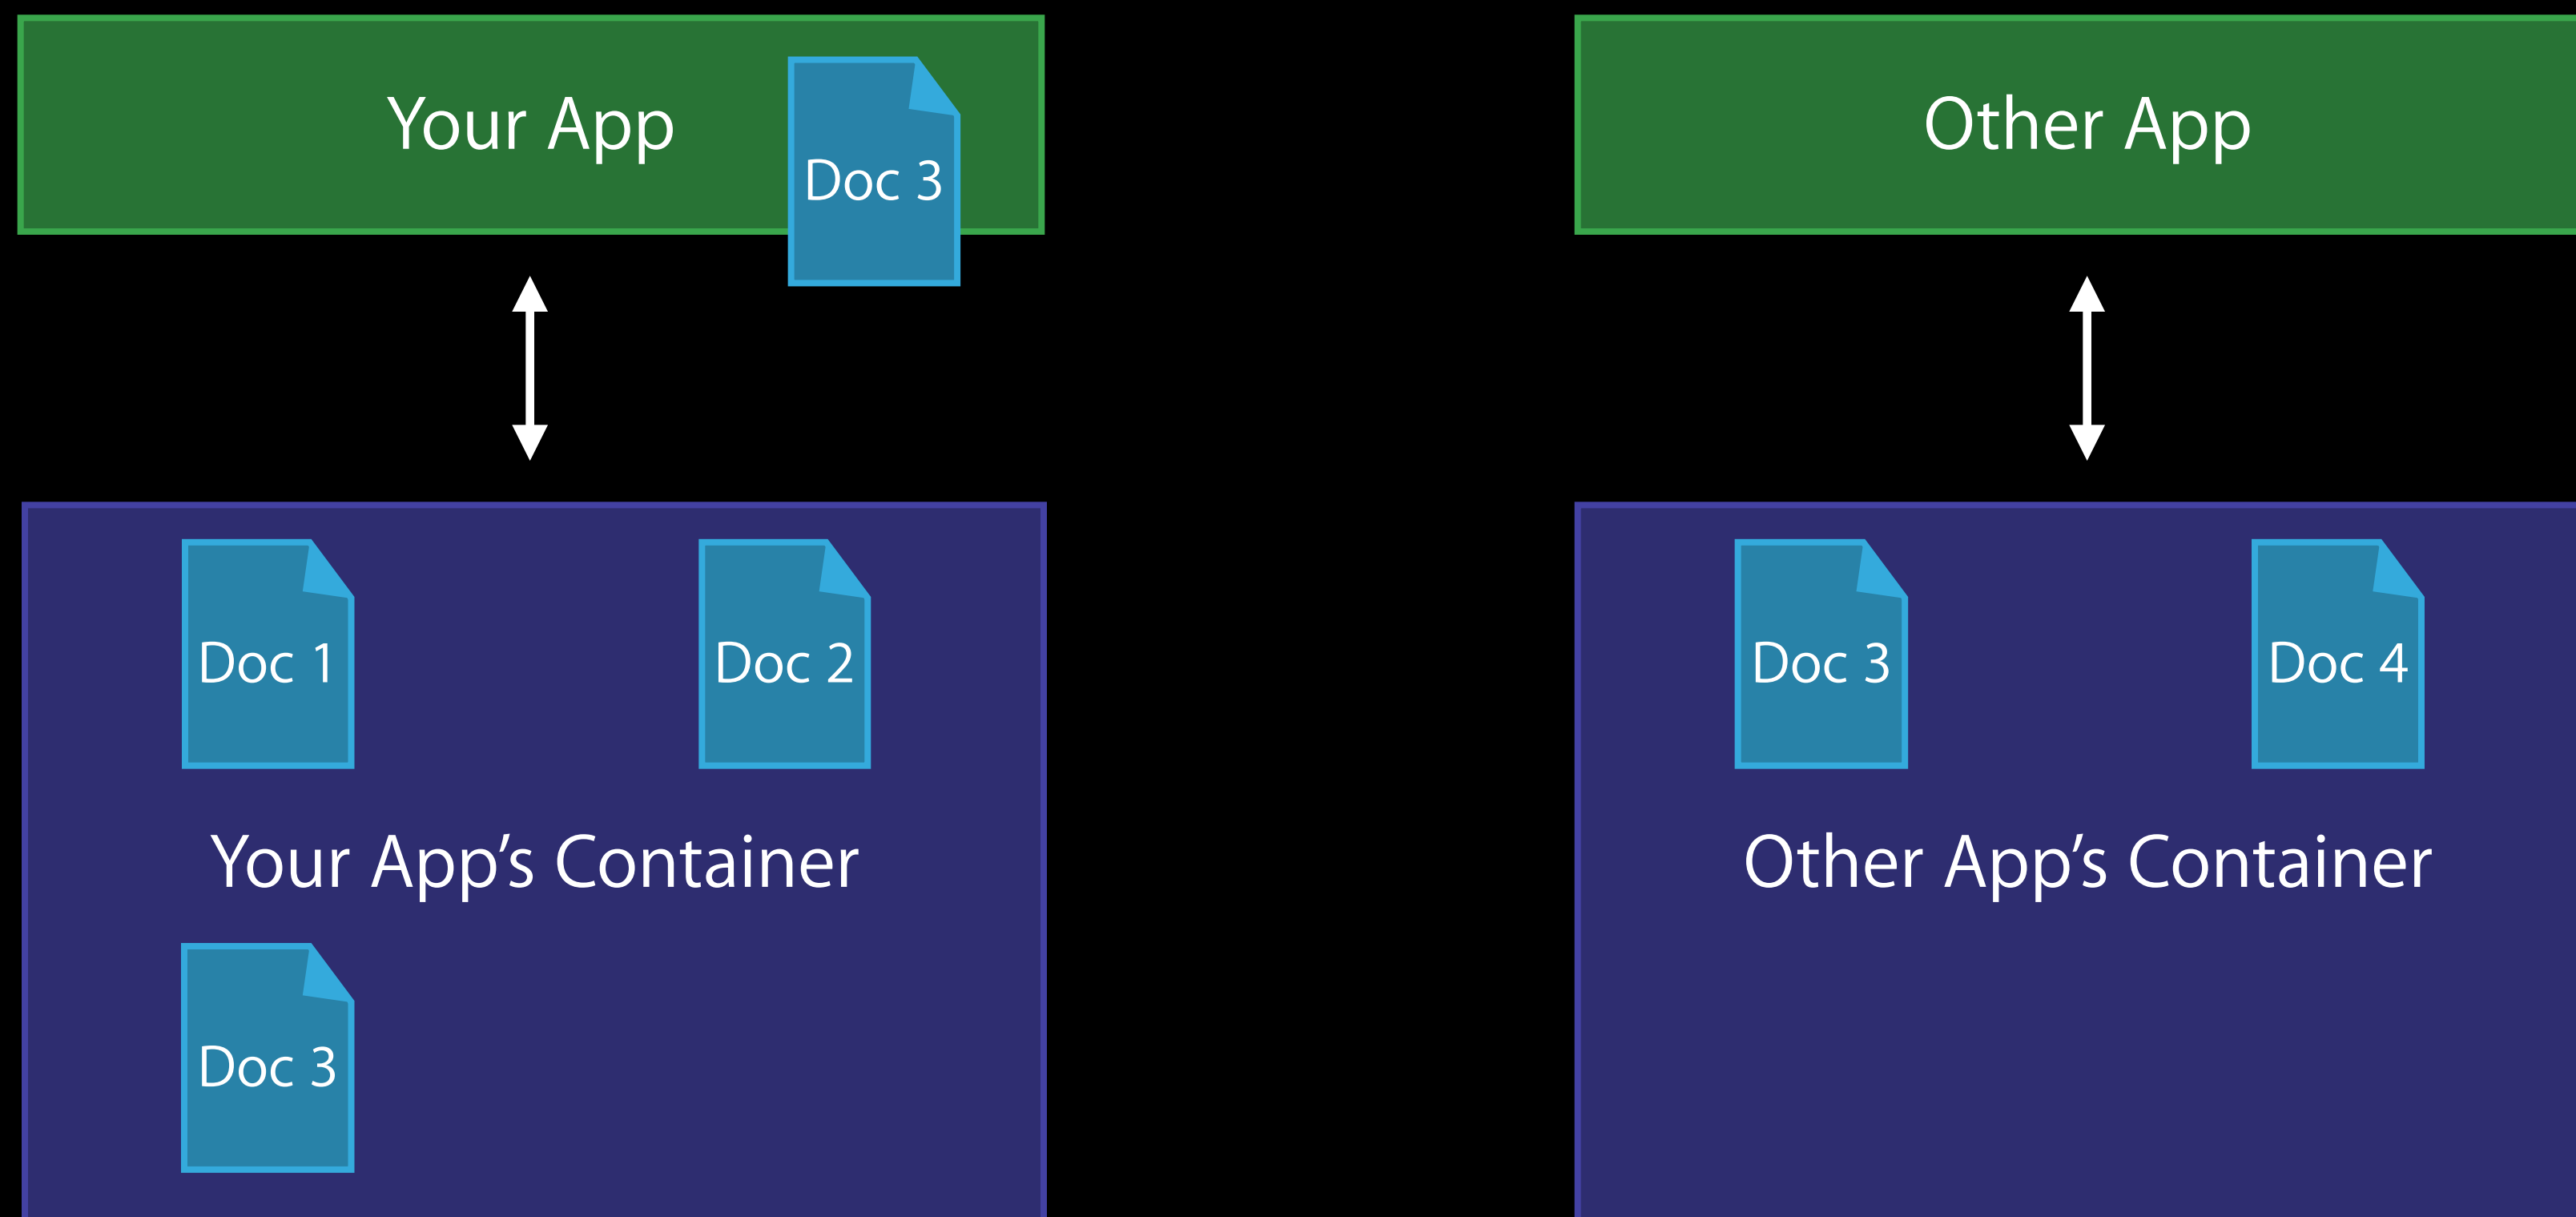 Your App
Doc 3
Other App
Doc 1
Doc 2
Doc 3
Doc 4
Your App’s Container
Other App’s Container
Doc 3